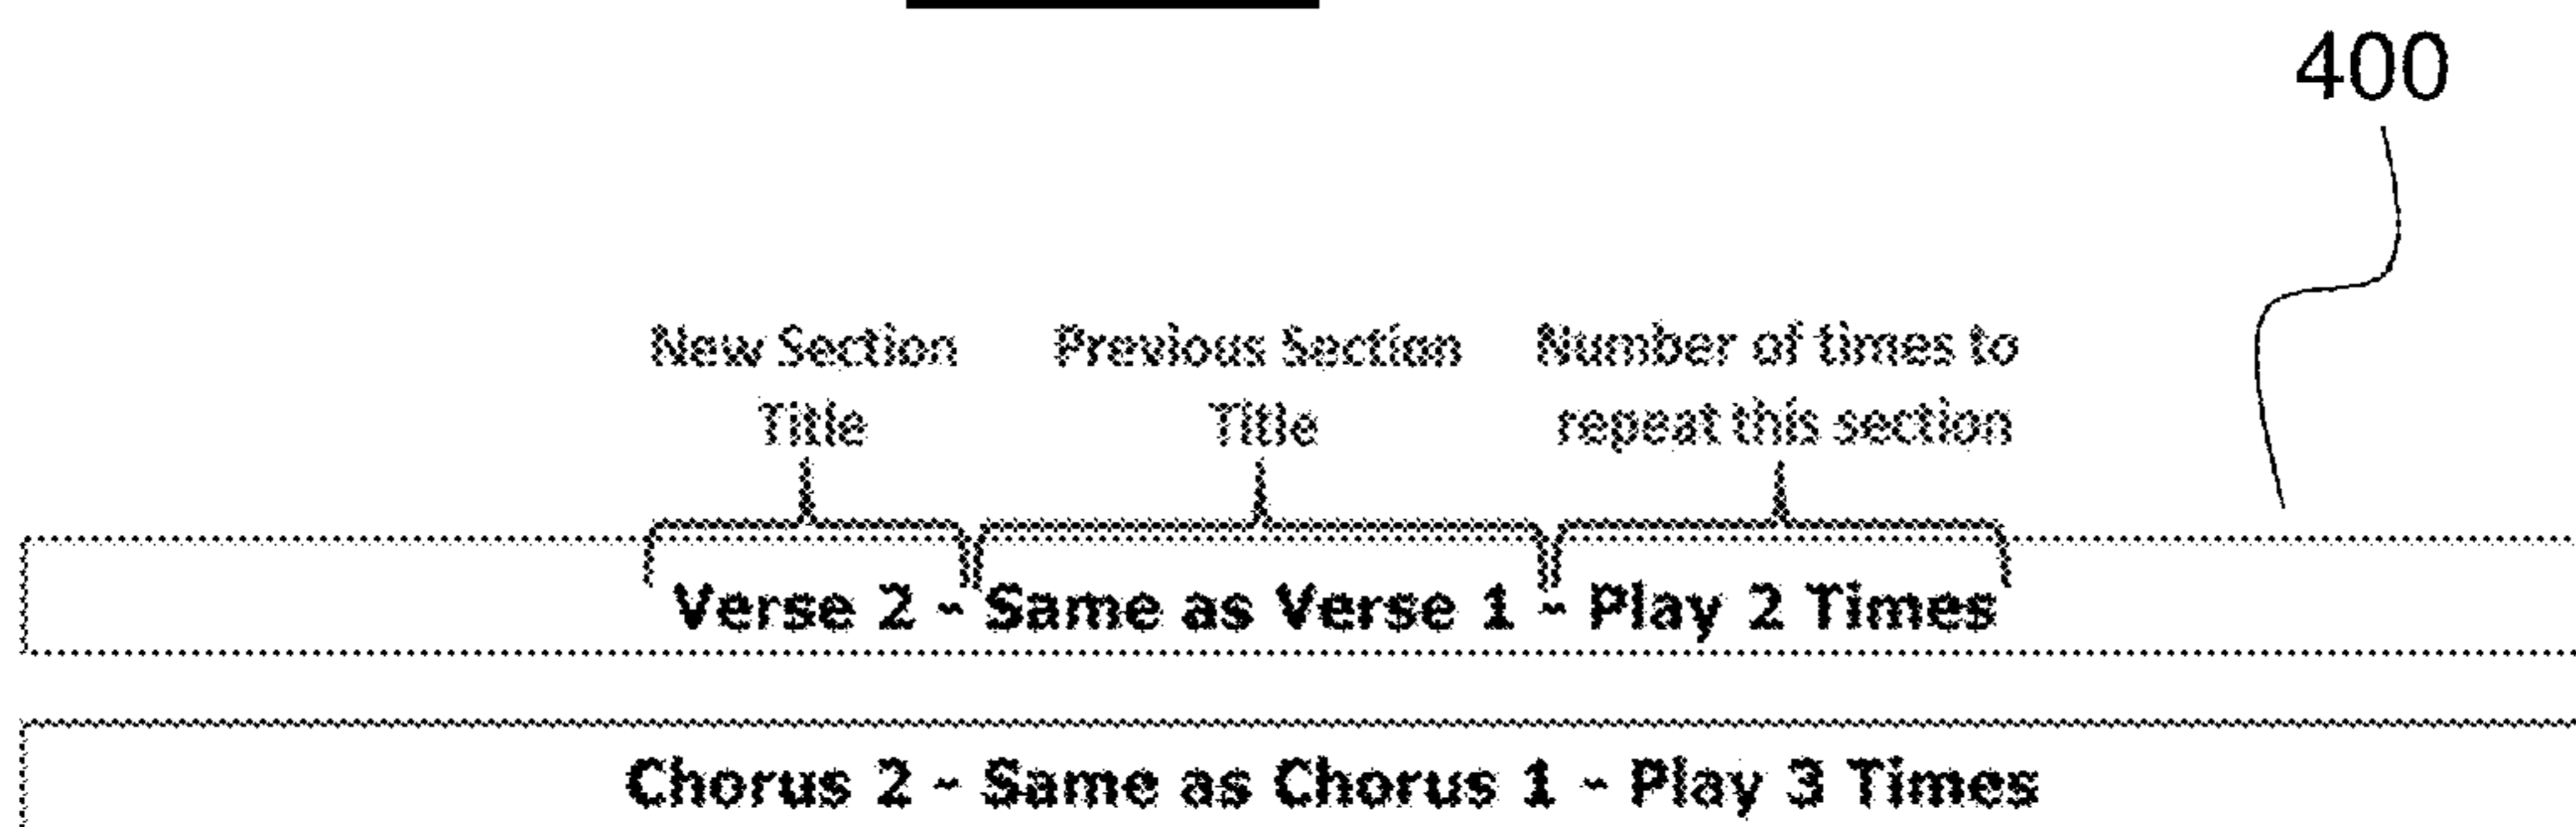 400
New Section Previous Section Number of times to
Title Title repeat this section
Verse 2 - Same as Verse 1 - Play 2 Times
Chorus 2 - Same as Chorus 1 - Play 3 Times